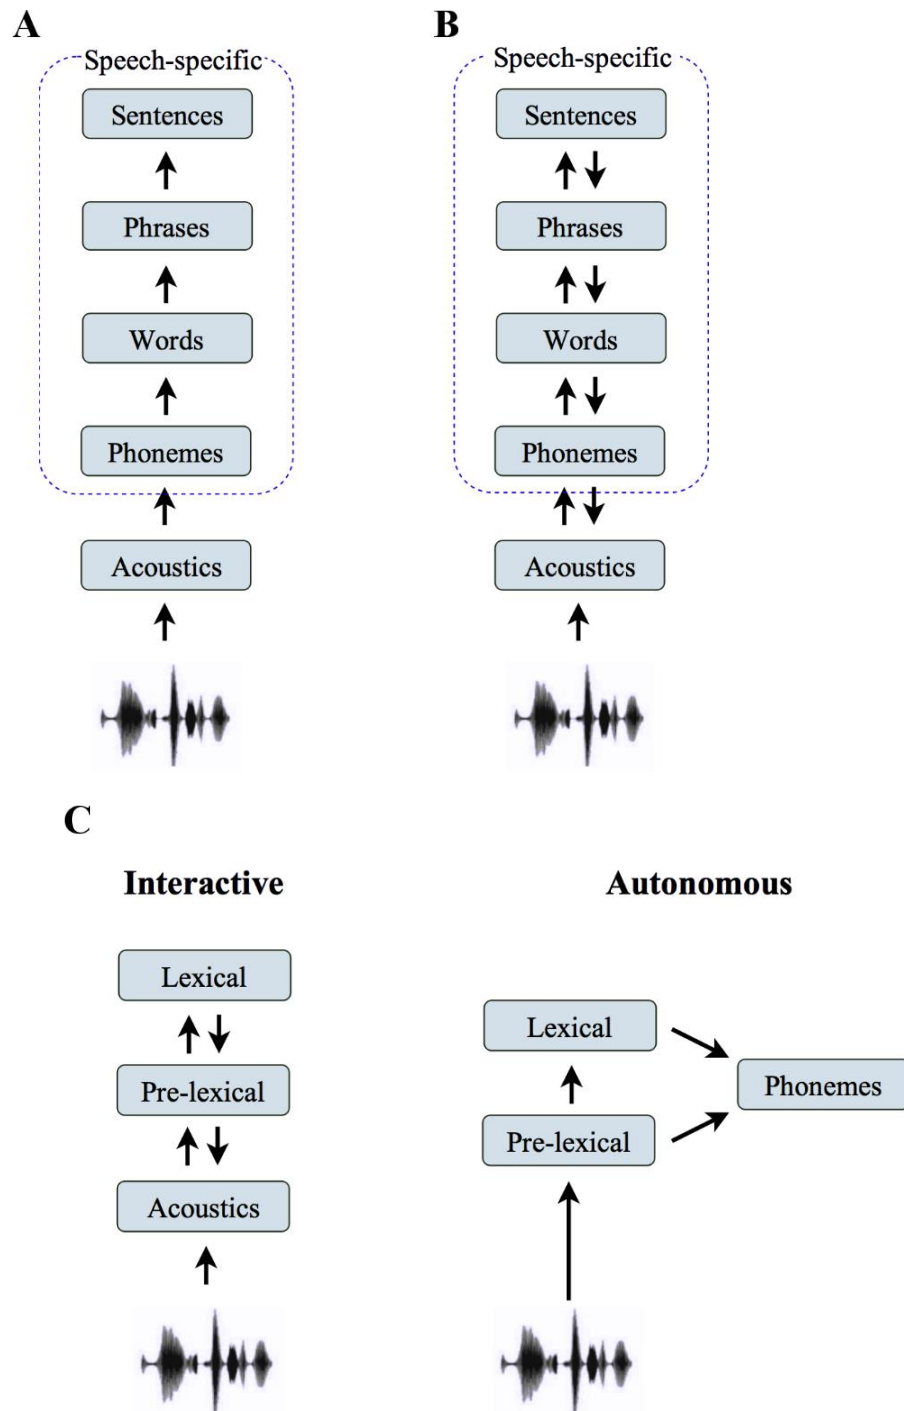 A
Speech-specific
Sentences
Phrases
Words
Phonemes
Acoustics
B
Speech-specific
Sentences
Phrases
Words
Phonemes
Acoustics
C
Interactive
Lexical
Pre-lexical
Acoustics
Autonomous
Lexical
Phonemes
Pre-lexical